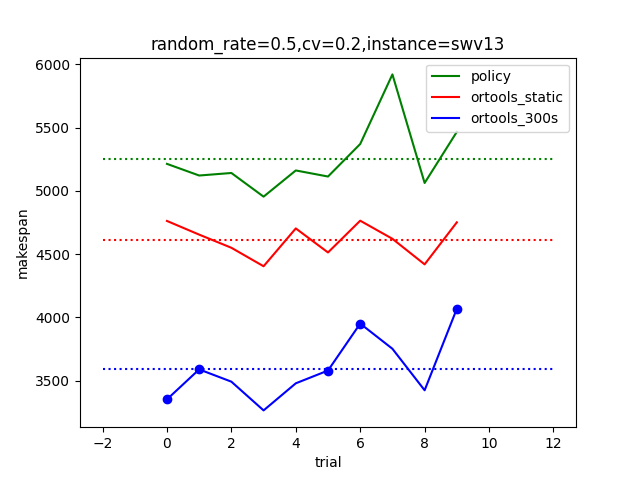 random_rate=0.5,cv=0.2,instance=swv13
6000
5500
5000
4500
4000
3500
makespan
policy
ortools_static
ortools_300s
−2 0 2 4 6 8 10 12
trial